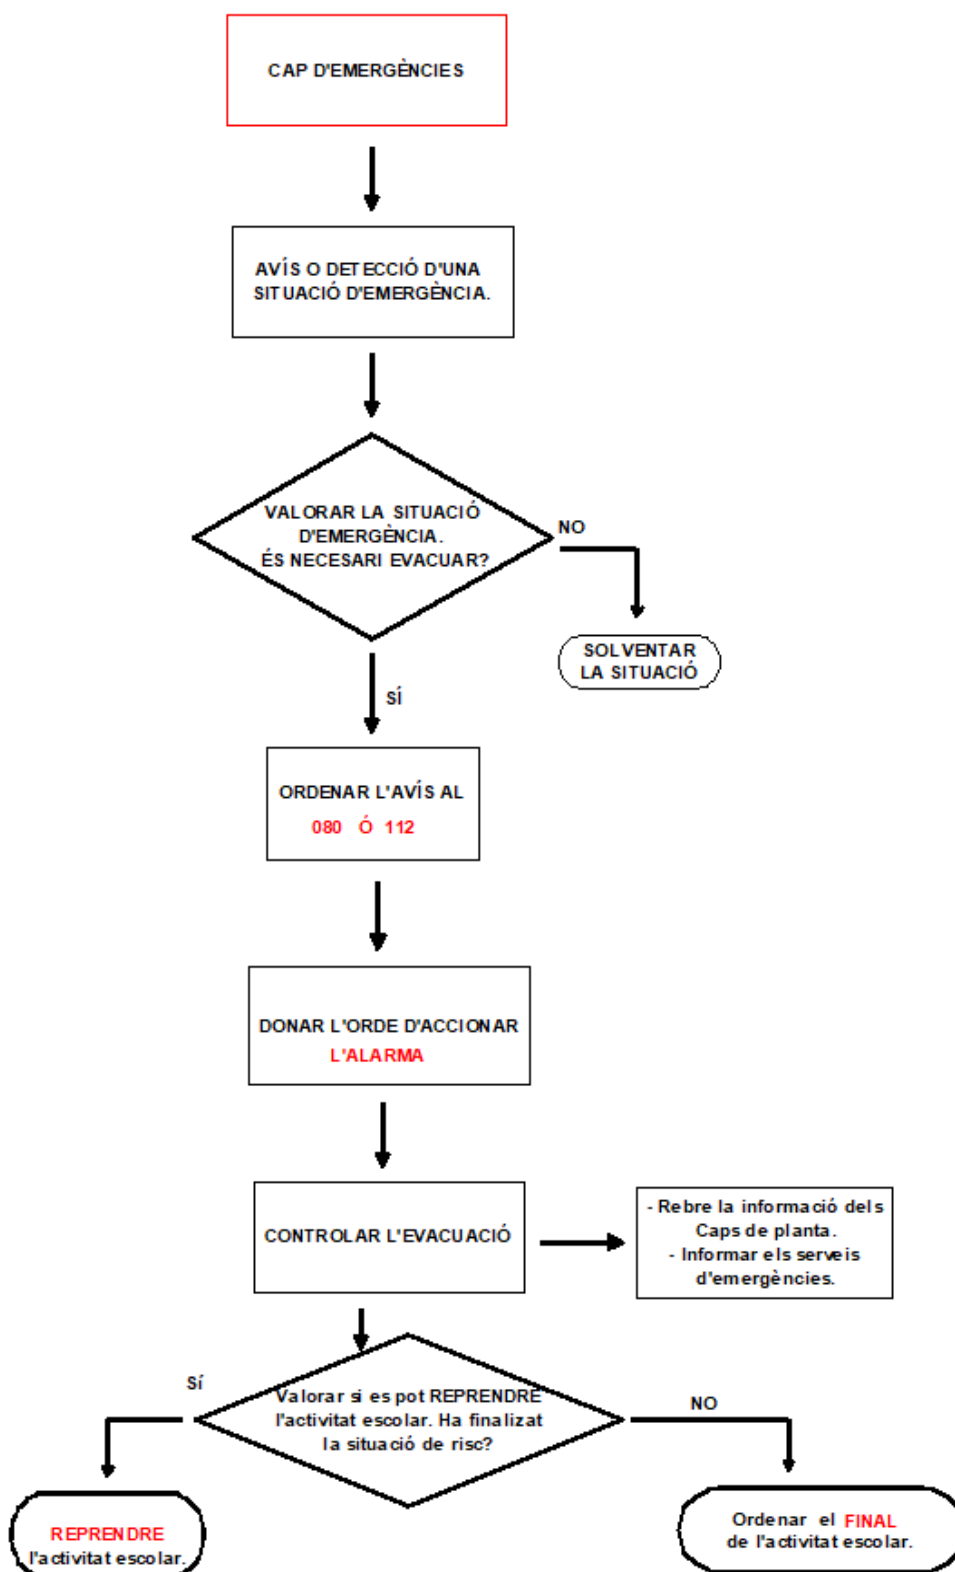 CAP D'EMERGÈNCIES
AVÍS O DETECCIÓ D'UNA
SITUACIÓ D'EMERGÈNCIA.
VALORAR LA SITUACIÓ
D'EMERGÈNCIA.
ÉS NECESARI EVACUAR?
NO
SOLVENTAR
LA SITUACIÓ
SÍ
ORDENAR L'AVÍS AL
080 Ó 112
DONAR L'ORDE D'ACCIONAR
L'ALARMA
CONTROLAR L'EVACUACIÓ
- Rebre la informació dels
Caps de planta.
- Informar els serveis
d'emergències.
Sí
Valorar si es pot REPRENDRE
l'activitat escolar. Ha finalizat
la situació de risc?
NO
REPRENDRE
l'activitat escolar.
Ordenar el FINAL
de l'activitat escolar.